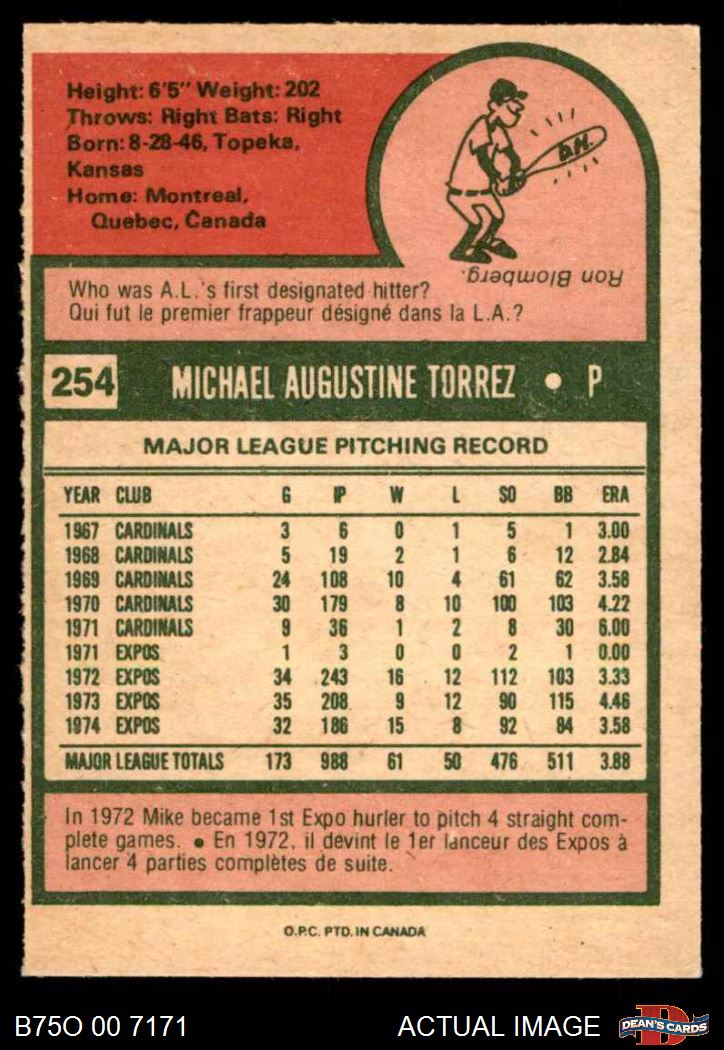 Height: 6'5" Weight: 202
Throws: Right Bats: Right
Born: 8-28-46, Topeka,
Kansas
Home: Montreal,
Quebec, Canada
D.H.
Ron Blomberg.
Who was A.L.'s first designated hitter?
Qui fut le premier frappeur désigné dans la L.A.?
254 MICHAEL AUGUSTINE TORREZ • P
MAJOR LEAGUE PITCHING RECORD
YEAR CLUB G IP W L SO BB ERA
1967 CARDINALS 3 6 0 1 5 1 3.00
1968 CARDINALS 5 19 2 1 6 12 2.84
1969 CARDINALS 24 108 10 4 61 62 3.58
1970 CARDINALS 30 179 8 10 100 103 4.22
1971 CARDINALS 9 36 1 2 8 30 6.00
1971 EXPOS 1 3 0 0 2 1 0.00
1972 EXPOS 34 243 16 12 112 103 3.33
1973 EXPOS 35 208 9 12 90 115 4.46
1974 EXPOS 32 186 15 8 92 84 3.58
MAJOR LEAGUE TOTALS 173 988 61 50 476 511 3.88
In 1972 Mike became 1st Expo hurler to pitch 4 straight com-
plete games. • En 1972, il devint le 1er lanceur des Expos à
lancer 4 parties complètes de suite.
O.P.C. PTD. IN CANADA
B75O 00 7171 ACTUAL IMAGE D DEAN'S CARDS